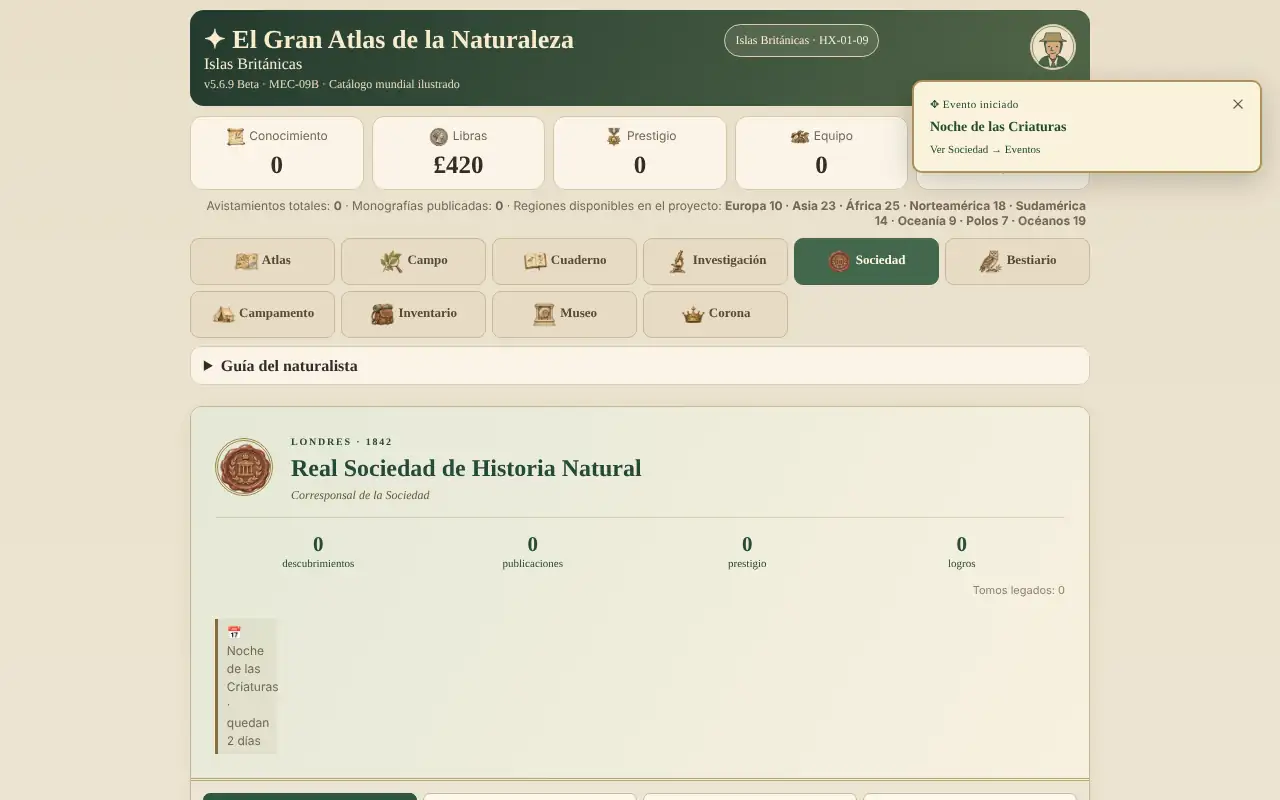 ✦ El Gran Atlas de la Naturaleza
Islas Británicas
v5.6.9 Beta · MEC-09B · Catálogo mundial ilustrado
Islas Británicas · HX-01-09
✥ Evento iniciado
Noche de las Criaturas
Ver Sociedad → Eventos
Conocimiento
0
Libras
£420
Prestigio
0
Equipo
0
Avistamientos totales: 0 · Monografías publicadas: 0 · Regiones disponibles en el proyecto: Europa 10 · Asia 23 · África 25 · Norteamérica 18 · Sudamérica
14 · Oceanía 9 · Polos 7 · Océanos 19
Atlas
Campo
Cuaderno
Investigación
Sociedad
Bestiario
Campamento
Inventario
Museo
Corona
▶ Guía del naturalista
LONDRES · 1842
Real Sociedad de Historia Natural
Corresponsal de la Sociedad
0
descubrimientos
0
publicaciones
0
prestigio
0
logros
Tomos legados: 0
📅
Noche
de las
Criaturas
·
quedan
2 días